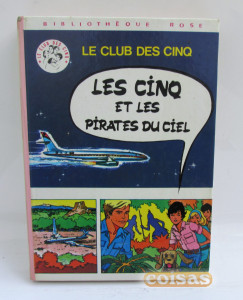 BIBLIOTHÈQUE ROSE
LE CLUB DES CINQ
LES CINQ
ET LES
PIRATES DU CIEL
coisas